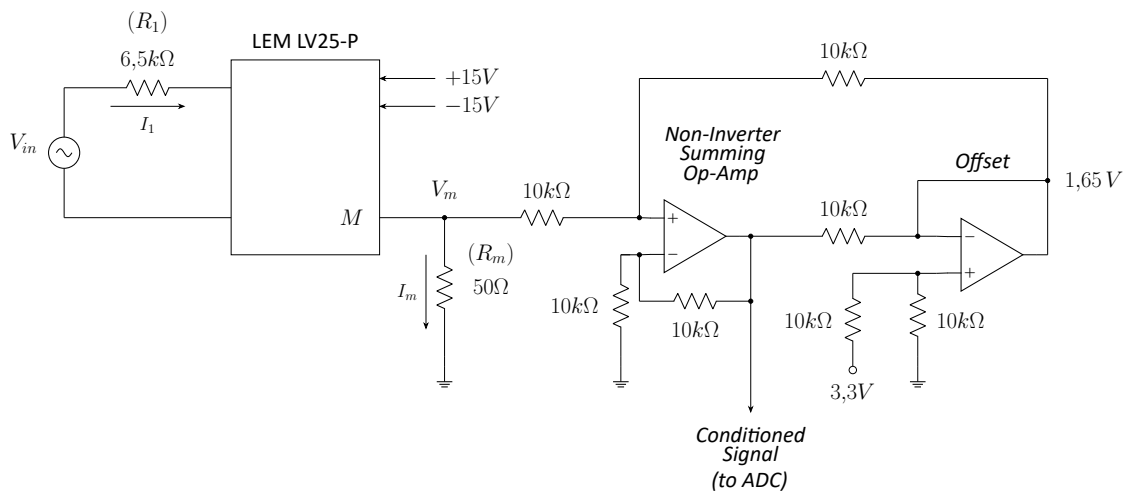 (R1)
6,5kΩ
I1
Vin
LEM LV25-P
+15V
−15V
M
Vm
Im
(Rm)
50Ω
10kΩ
10kΩ
Non-Inverter
Summing
Op-Amp
+
−
10kΩ
10kΩ
10kΩ
Offset
1,65 V
−
+
10kΩ
10kΩ
3,3V
Conditioned
Signal
(to ADC)